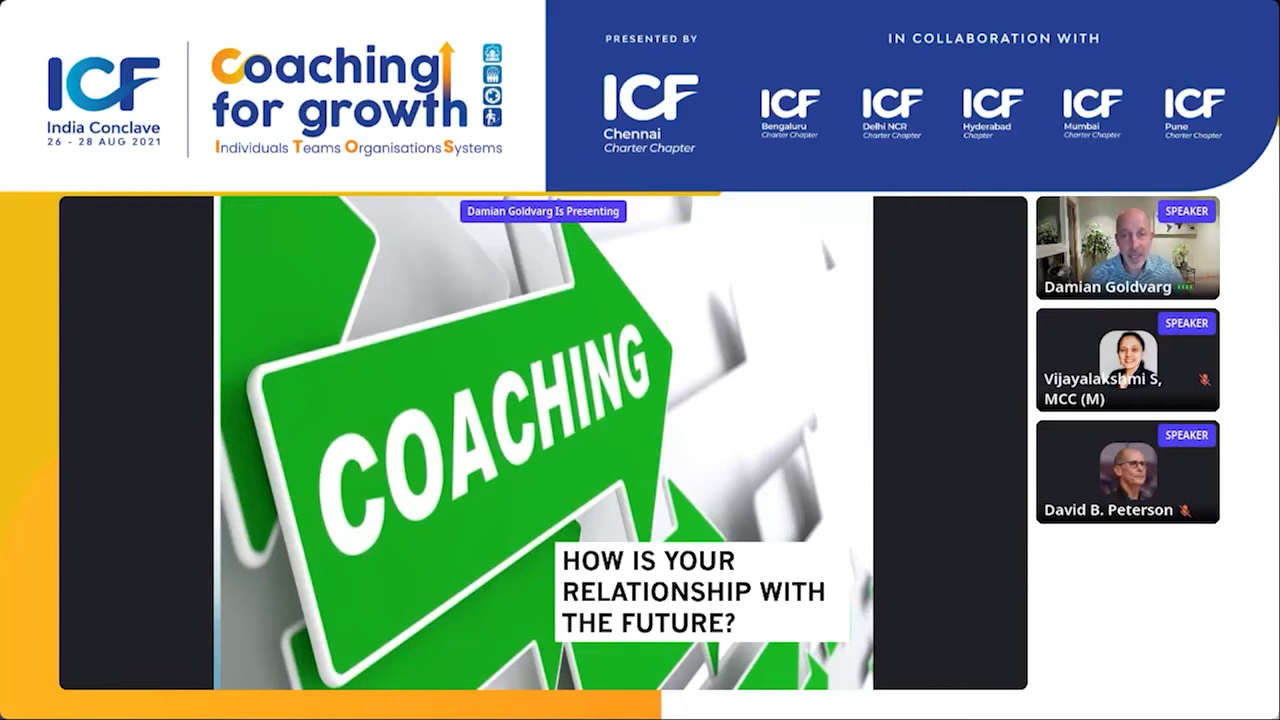 ICF
India Conclave
26 - 28 AUG 2021
Coaching
for growth
Individuals Teams Organisations Systems
PRESENTED BY
ICF
Chennai
Charter Chapter
IN COLLABORATION WITH
ICF
Bengaluru
Charter Chapter
ICF
Delhi NCR
Charter Chapter
ICF
Hyderabad
Chapter
ICF
Mumbai
Charter Chapter
ICF
Pune
Charter Chapter
Damian Goldvarg Is Presenting
COACHING
HOW IS YOUR
RELATIONSHIP WITH
THE FUTURE?
SPEAKER
Damian Goldvarg
SPEAKER
Vijayalakshmi S,
MCC (M)
SPEAKER
David B. Peterson